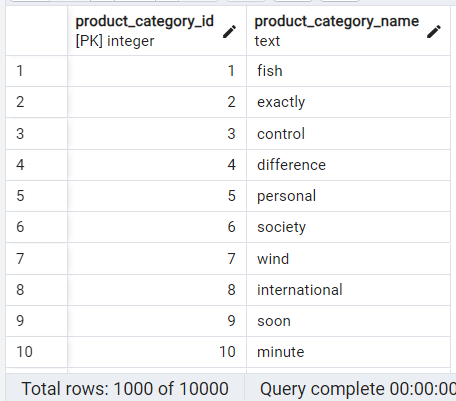 product_category_id product_category_name
[PK] integer text
1 1 fish
2 2 exactly
3 3 control
4 4 difference
5 5 personal
6 6 society
7 7 wind
8 8 international
9 9 soon
10 10 minute
Total rows: 1000 of 10000 Query complete 00:00:00